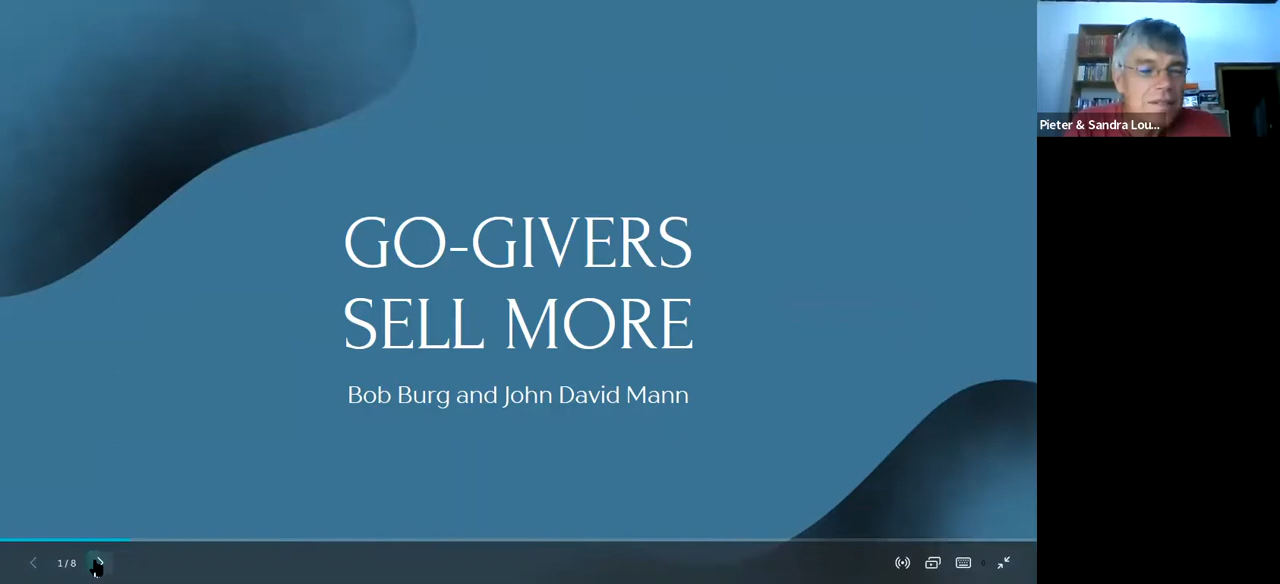 GO-GIVERS
SELL MORE
Bob Burg and John David Mann
Pieter & Sandra Lou...
1/8